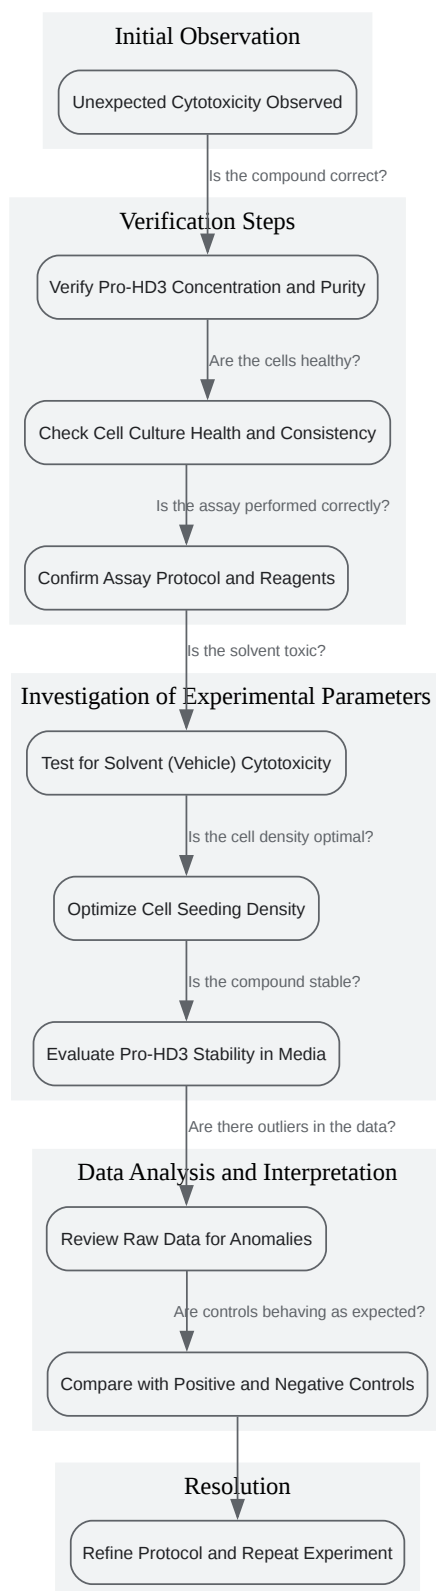 Initial Observation
Unexpected Cytotoxicity Observed
Is the compound correct?
Verification Steps
Verify Pro-HD3 Concentration and Purity
Are the cells healthy?
Check Cell Culture Health and Consistency
Is the assay performed correctly?
Confirm Assay Protocol and Reagents
Is the solvent toxic?
Investigation of Experimental Parameters
Test for Solvent (Vehicle) Cytotoxicity
Is the cell density optimal?
Optimize Cell Seeding Density
Is the compound stable?
Evaluate Pro-HD3 Stability in Media
Are there outliers in the data?
Data Analysis and Interpretation
Review Raw Data for Anomalies
Are controls behaving as expected?
Compare with Positive and Negative Controls
Resolution
Refine Protocol and Repeat Experiment